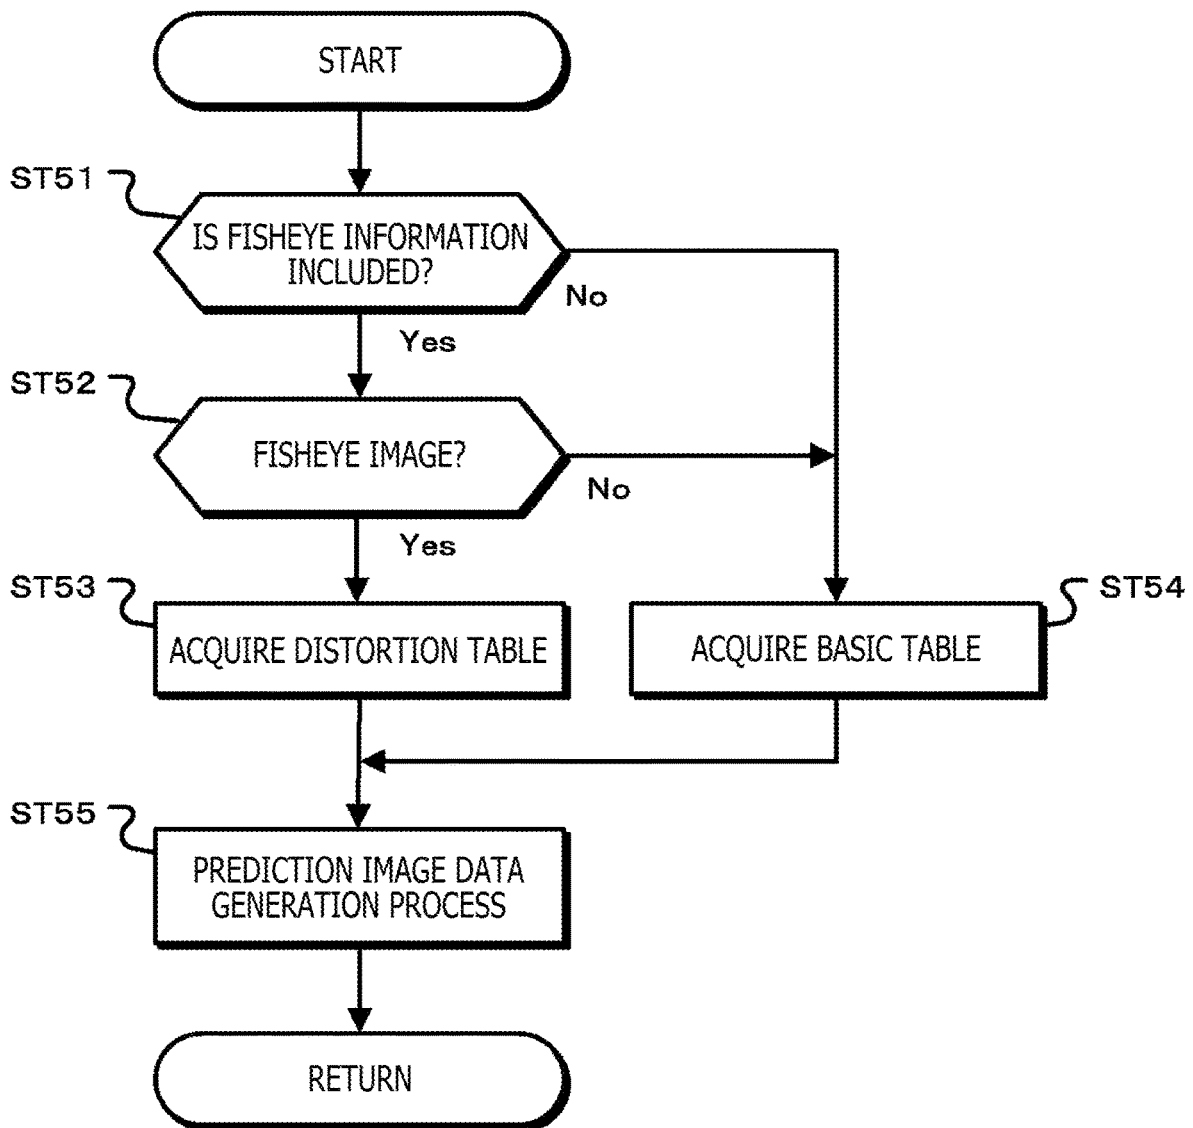 START
ST51
IS FISHEYE INFORMATION
INCLUDED?
No
Yes
ST52
FISHEYE IMAGE?
No
Yes
ST53
ACQUIRE DISTORTION TABLE
ST54
ACQUIRE BASIC TABLE
ST55
PREDICTION IMAGE DATA
GENERATION PROCESS
RETURN